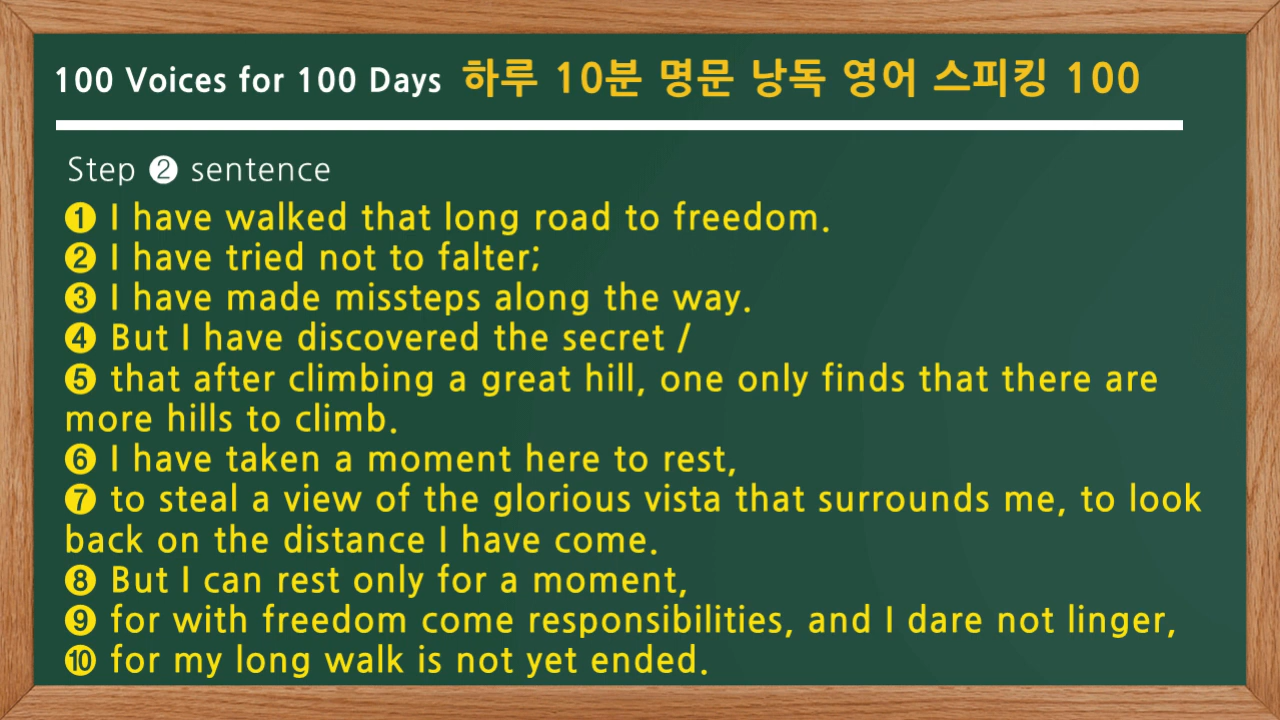 100 Voices for 100 Days 하루 10분 명문 낭독 영어 스피킹 100
Step ❷ sentence
❶ I have walked that long road to freedom.
❷ I have tried not to falter;
❸ I have made missteps along the way.
❹ But I have discovered the secret /
❺ that after climbing a great hill, one only finds that there are
more hills to climb.
❻ I have taken a moment here to rest,
❼ to steal a view of the glorious vista that surrounds me, to look
back on the distance I have come.
❽ But I can rest only for a moment,
❾ for with freedom come responsibilities, and I dare not linger,
❿ for my long walk is not yet ended.